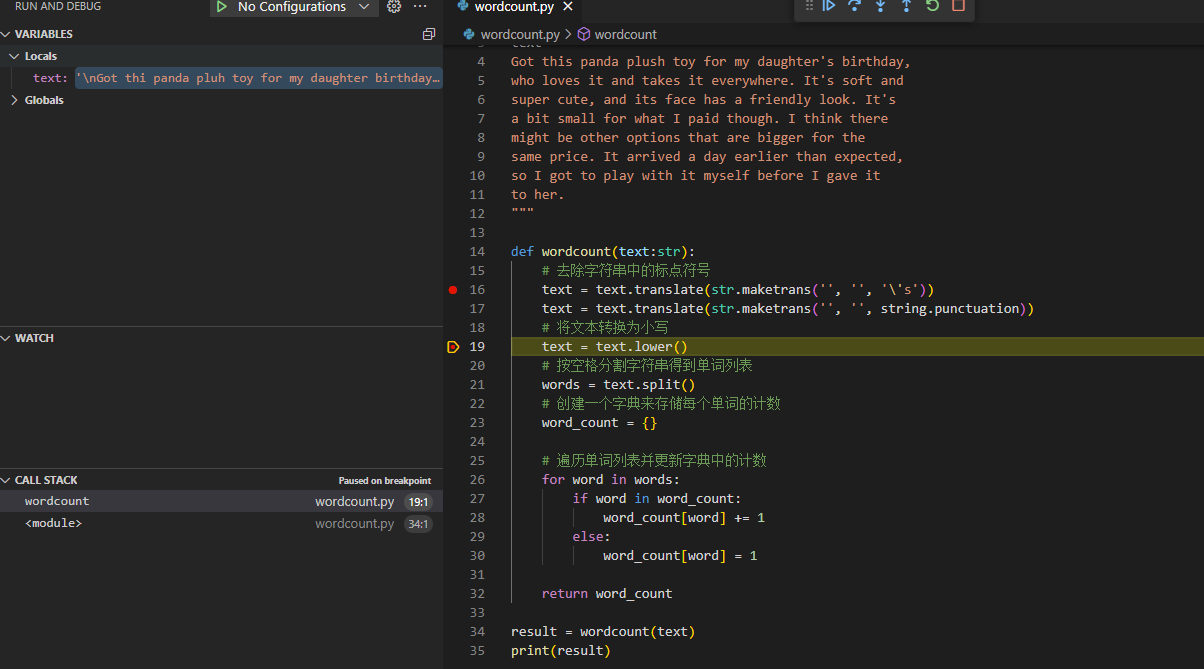 RUN AND DEBUG
No Configurations
VARIABLES
Locals
text: '\nGot thi panda pluh toy for my daughter birthday…
Globals
WATCH
CALL STACK
Paused on breakpoint
wordcount wordcount.py 19:1
<module> wordcount.py 34:1
wordcount.py
wordcount.py > wordcount
4 Got this panda plush toy for my daughter's birthday,
5 who loves it and takes it everywhere. It's soft and
6 super cute, and its face has a friendly look. It's
7 a bit small for what I paid though. I think there
8 might be other options that are bigger for the
9 same price. It arrived a day earlier than expected,
10 so I got to play with it myself before I gave it
11 to her.
12 """
13
14 def wordcount(text:str):
15     # 去除字符串中的标点符号
16     text = text.translate(str.maketrans('', '', '\'s'))
17     text = text.translate(str.maketrans('', '', string.punctuation))
18     # 将文本转换为小写
19     text = text.lower()
20     # 按空格分割字符串得到单词列表
21     words = text.split()
22     # 创建一个字典来存储每个单词的计数
23     word_count = {}
24
25     # 遍历单词列表并更新字典中的计数
26     for word in words:
27         if word in word_count:
28             word_count[word] += 1
29         else:
30             word_count[word] = 1
31
32     return word_count
33
34 result = wordcount(text)
35 print(result)